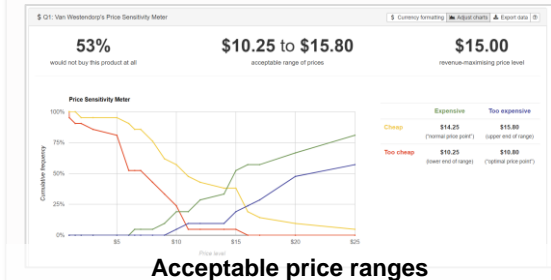 $ Q1: Van Westendorp's Price Sensitivity Meter
$ Currency formatting
Adjust charts
Export data
53%
would not buy this product at all
$10.25 to $15.80
acceptable range of prices
$15.00
revenue-maximising price level
Price Sensitivity Meter
100%
75%
50%
25%
0%
Cumulative frequency
$5
$10
$15
$20
$25
Price level
Expensive
Too expensive
Cheap
$14.25
$15.80
("normal price point")
(upper end of range)
Too cheap
$10.25
$10.80
(lower end of range)
("optimal price point")
Acceptable price ranges